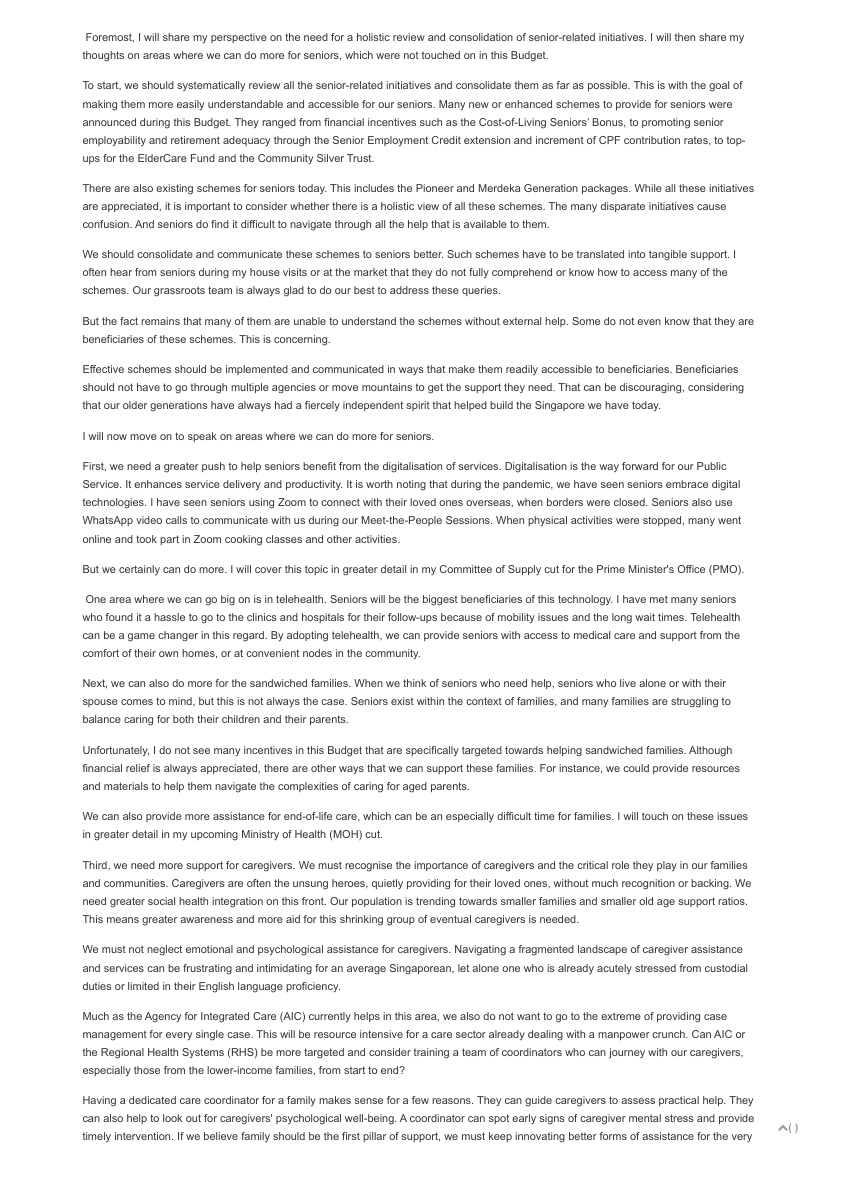 Foremost, I will share my perspective on the need for a holistic review and consolidation of senior-related initiatives. I will then share my
thoughts on areas where we can do more for seniors, which were not touched on in this Budget.
To start, we should systematically review all the senior-related initiatives and consolidate them as far as possible. This is with the goal of
making them more easily understandable and accessible for our seniors. Many new or enhanced schemes to provide for seniors were
announced during this Budget. They ranged from financial incentives such as the Cost-of-Living Seniors' Bonus, to promoting senior
employability and retirement adequacy through the Senior Employment Credit extension and increment of CPF contribution rates, to top-
ups for the ElderCare Fund and the Community Silver Trust.
There are also existing schemes for seniors today. This includes the Pioneer and Merdeka Generation packages. While all these initiatives
are appreciated, it is important to consider whether there is a holistic view of all these schemes. The many disparate initiatives cause
confusion. And seniors do find it difficult to navigate through all the help that is available to them.
We should consolidate and communicate these schemes to seniors better. Such schemes have to be translated into tangible support. I
often hear from seniors during my house visits or at the market that they do not fully comprehend or know how to access many of the
schemes. Our grassroots team is always glad to do our best to address these queries.
But the fact remains that many of them are unable to understand the schemes without external help. Some do not even know that they are
beneficiaries of these schemes. This is concerning.
Effective schemes should be implemented and communicated in ways that make them readily accessible to beneficiaries. Beneficiaries
should not have to go through multiple agencies or move mountains to get the support they need. That can be discouraging, considering
that our older generations have always had a fiercely independent spirit that helped build the Singapore we have today.
I will now move on to speak on areas where we can do more for seniors.
First, we need a greater push to help seniors benefit from the digitalisation of services. Digitalisation is the way forward for our Public
Service. It enhances service delivery and productivity. It is worth noting that during the pandemic, we have seen seniors embrace digital
technologies. I have seen seniors using Zoom to connect with their loved ones overseas, when borders were closed. Seniors also use
WhatsApp video calls to communicate with us during our Meet-the-People Sessions. When physical activities were stopped, many went
online and took part in Zoom cooking classes and other activities.
But we certainly can do more. I will cover this topic in greater detail in my Committee of Supply cut for the Prime Minister's Office (PMO).
One area where we can go big on is in telehealth. Seniors will be the biggest beneficiaries of this technology. I have met many seniors
who found it a hassle to go to the clinics and hospitals for their follow-ups because of mobility issues and the long wait times. Telehealth
can be a game changer in this regard. By adopting telehealth, we can provide seniors with access to medical care and support from the
comfort of their own homes, or at convenient nodes in the community.
Next, we can also do more for the sandwiched families. When we think of seniors who need help, seniors who live alone or with their
spouse comes to mind, but this is not always the case. Seniors exist within the context of families, and many families are struggling to
balance caring for both their children and their parents.
Unfortunately, I do not see many incentives in this Budget that are specifically targeted towards helping sandwiched families. Although
financial relief is always appreciated, there are other ways that we can support these families. For instance, we could provide resources
and materials to help them navigate the complexities of caring for aged parents.
We can also provide more assistance for end-of-life care, which can be an especially difficult time for families. I will touch on these issues
in greater detail in my upcoming Ministry of Health (MOH) cut.
Third, we need more support for caregivers. We must recognise the importance of caregivers and the critical role they play in our families
and communities. Caregivers are often the unsung heroes, quietly providing for their loved ones, without much recognition or backing. We
need greater social health integration on this front. Our population is trending towards smaller families and smaller old age support ratios.
This means greater awareness and more aid for this shrinking group of eventual caregivers is needed.
We must not neglect emotional and psychological assistance for caregivers. Navigating a fragmented landscape of caregiver assistance
and services can be frustrating and intimidating for an average Singaporean, let alone one who is already acutely stressed from custodial
duties or limited in their English language proficiency.
Much as the Agency for Integrated Care (AIC) currently helps in this area, we also do not want to go to the extreme of providing case
management for every single case. This will be resource intensive for a care sector already dealing with a manpower crunch. Can AIC or
the Regional Health Systems (RHS) be more targeted and consider training a team of coordinators who can journey with our caregivers,
especially those from the lower-income families, from start to end?
Having a dedicated care coordinator for a family makes sense for a few reasons. They can guide caregivers to assess practical help. They
can also help to look out for caregivers' psychological well-being. A coordinator can spot early signs of caregiver mental stress and provide
timely intervention. If we believe family should be the first pillar of support, we must keep innovating better forms of assistance for the very
( )